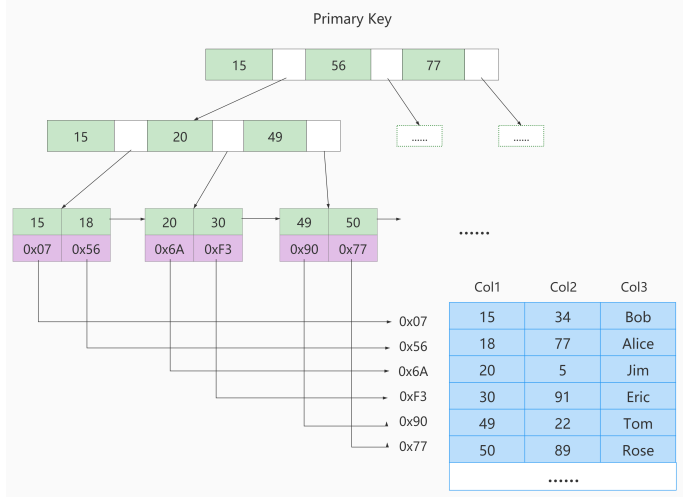 Primary Key
15 56 77
15 20 49
...... ......
15 18 20 30 49 50
0x07 0x56 0x6A 0xF3 0x90 0x77
......
Col1 Col2 Col3
0x07 15 34 Bob
0x56 18 77 Alice
0x6A 20 5 Jim
0xF3 30 91 Eric
0x90 49 22 Tom
0x77 50 89 Rose
......